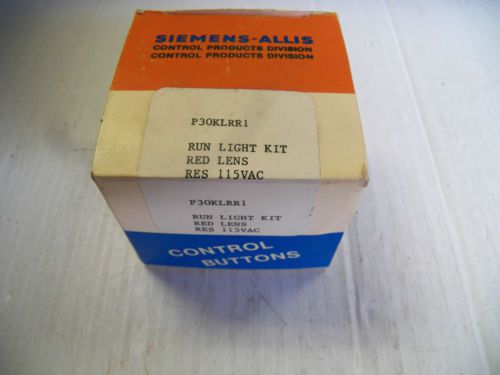 SIEMENS-ALLIS
CONTROL PRODUCTS DIVISION
CONTROL PRODUCTS DIVISION
P30KLRR1
RUN LIGHT KIT
RED LENS
RES 115VAC
P30KLRR1
RUN LIGHT KIT
RED LENS
RES 115VAC
CONTROL
BUTTONS